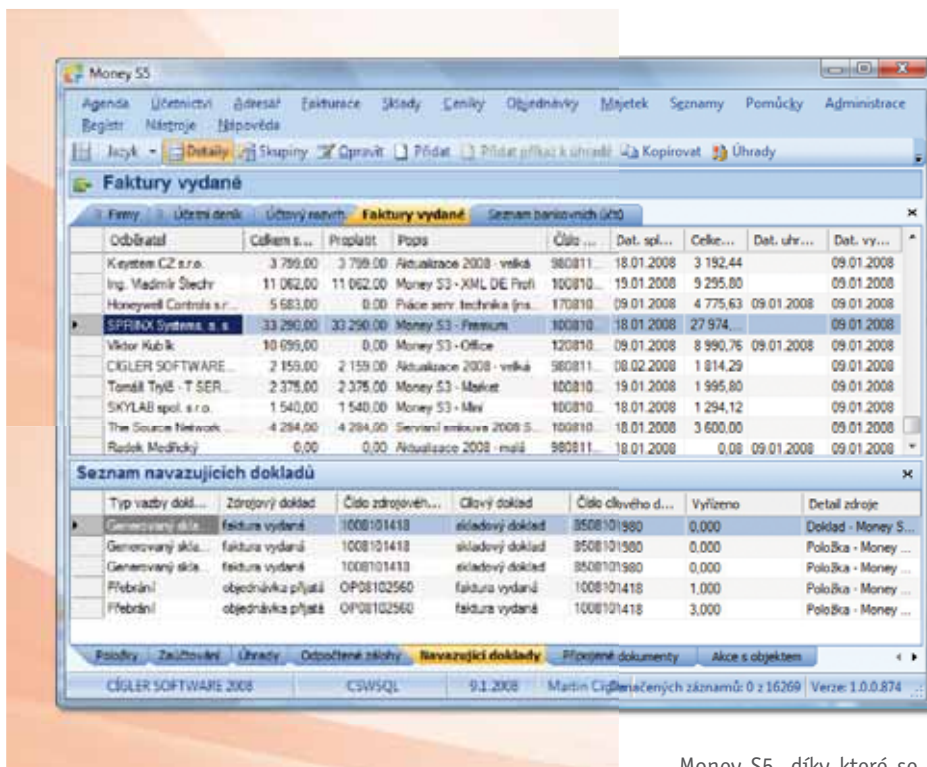 Money S5
Agenda Účetnictví Adresář Fakturace Sklady Ceníky Objednávky Majetek Seznamy Pomůcky Administrace
Registr Nástroje Nápověda
Jazyk Detaily Skupiny Opravit Přidat Přidat příkaz k úhradě Kopírovat Úhrady
Faktury vydané
Firmy Účetní deník Účtový rozvrh Faktury vydané Seznam bankovních účtů
Odběratel Celkem s... Proplatit Popis Číslo ... Dat. spl... Celke... Dat. uhr... Dat. vy...
K-system CZ s.r.o. 3 799,00 3 799,00 Aktualizace 2008 - velká 980811... 18.01.2008 3 192,44 09.01.2008
Ing. Vladimír Šlechr 11 062,00 11 062,00 Money S3 - XML DE Profi 100810... 19.01.2008 9 295,80 09.01.2008
Honeywell Controls s.r... 5 683,00 0,00 Práce serv. technika (ins... 170810... 09.01.2008 4 775,63 09.01.2008 09.01.2008
SPRINX Systems, a. s. 33 290,00 33 290,00 Money S3 - Premium 100810... 18.01.2008 27 974,... 09.01.2008
Viktor Kubík 10 699,00 0,00 Money S3 - Office 120810... 09.01.2008 8 990,76 09.01.2008 09.01.2008
CÍGLER SOFTWARE... 2 159,00 2 159,00 Aktualizace 2008 - velká 980811... 08.02.2008 1 814,29 09.01.2008
Tomáš - T SER... 2 375,00 2 375,00 Money S3 - Market 100810... 19.01.2008 1 995,80 09.01.2008
SKYLAB spol. s r.o. 1 540,00 1 540,00 Money S3 - Mini 100810... 18.01.2008 1 294,12 09.01.2008
The Source Network ... 4 284,00 4 284,00 Servisní smlouva 2008 S... 100810... 18.01.2008 3 600,00 09.01.2008
Radek Medřický 0,00 0,00 Aktualizace 2008 - malá 980811... 18.01.2008 0,08 09.01.2008 09.01.2008
Seznam navazujících dokladů
Typ vazby dokl... Zdrojový doklad Číslo zdrojovéh... Cílový doklad Číslo cílového d... Vyřízeno Detail zdroje
Generovaný skla... faktura vydaná 1008101418 skladový doklad 8508101980 0,000 Doklad - Money S...
Generovaný skla... faktura vydaná 1008101418 skladový doklad 8508101980 0,000 Položka - Money ...
Generovaný skla... faktura vydaná 1008101418 skladový doklad 8508101980 0,000 Položka - Money ...
Přebrání objednávka přijatá OP08102560 faktura vydaná 1008101418 1,000 Položka - Money ...
Přebrání objednávka přijatá OP08102560 faktura vydaná 1008101418 3,000 Položka - Money ...
Položky Zaúčtování Úhrady Odpočtené zálohy Navazující doklady Připojené dokumenty Akce s objektem
CÍGLER SOFTWARE 2008 CSWSQL 9.1.2008 Martin Označených záznamů: 0 z 16269 Verze: 1.0.0.874
Money S5, díky které se